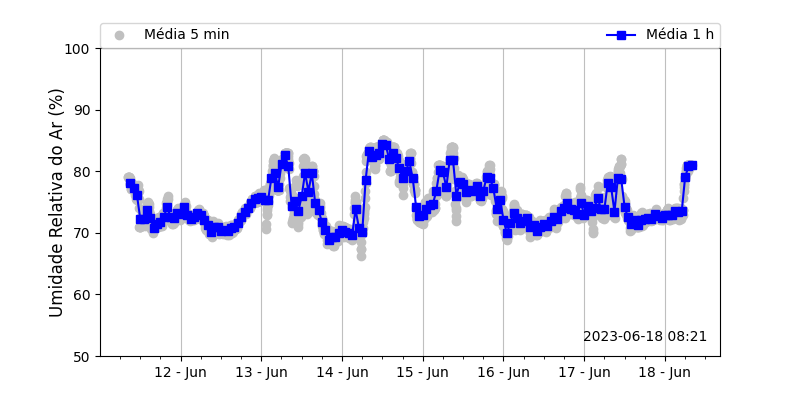 Média 5 min
Média 1 h
Umidade Relativa do Ar (%)
100
90
80
70
60
50
2023-06-18 08:21
12 - Jun
13 - Jun
14 - Jun
15 - Jun
16 - Jun
17 - Jun
18 - Jun